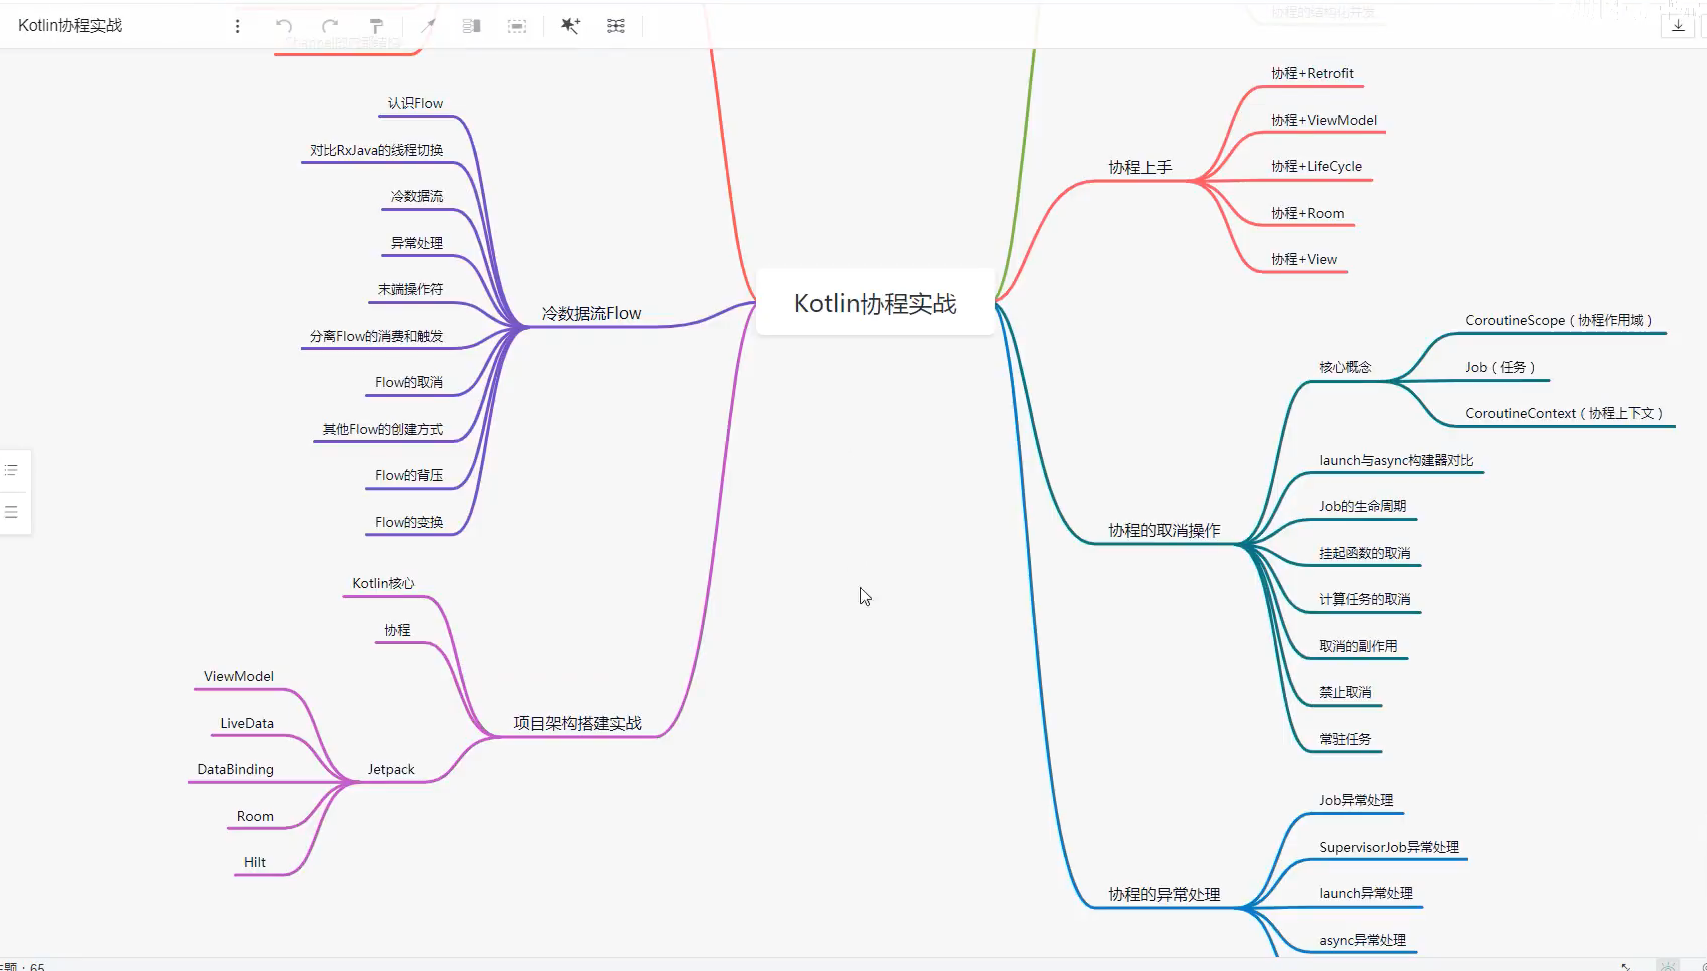 Kotlin协程实战
协程的结构化并发
认识Flow
对比RxJava的线程切换
冷数据流
异常处理
末端操作符
分离Flow的消费和触发
Flow的取消
其他Flow的创建方式
Flow的背压
Flow的变换
冷数据流Flow
Kotlin核心
协程
ViewModel
LiveData
DataBinding
Room
Hilt
Jetpack
项目架构搭建实战
Kotlin协程实战
协程上手
协程+Retrofit
协程+ViewModel
协程+LifeCycle
协程+Room
协程+View
协程的取消操作
核心概念
CoroutineScope（协程作用域）
Job（任务）
CoroutineContext（协程上下文）
launch与async构建器对比
Job的生命周期
挂起函数的取消
计算任务的取消
取消的副作用
禁止取消
常驻任务
协程的异常处理
Job异常处理
SupervisorJob异常处理
launch异常处理
async异常处理
主题：65